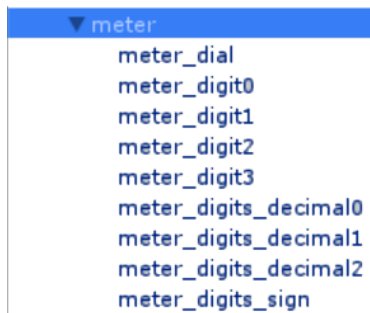 meter
meter_dial
meter_digit0
meter_digit1
meter_digit2
meter_digit3
meter_digits_decimal0
meter_digits_decimal1
meter_digits_decimal2
meter_digits_sign